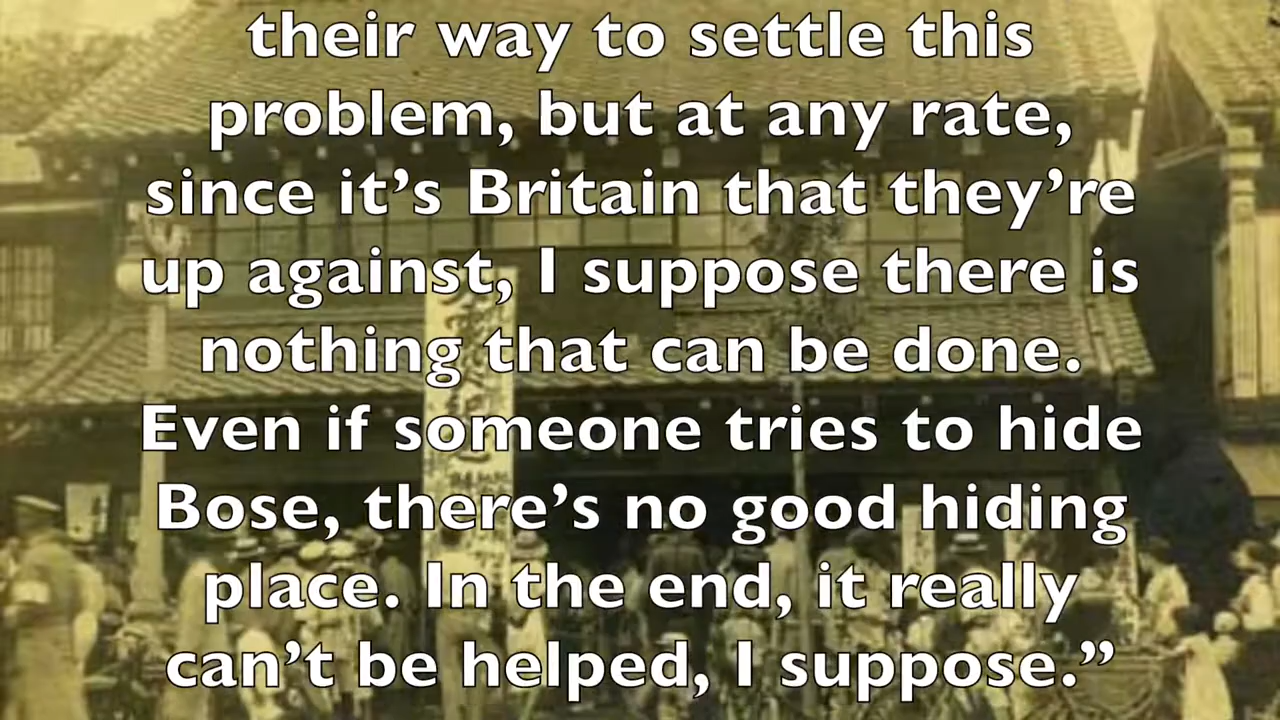 their way to settle this
problem, but at any rate,
since it’s Britain that they’re
up against, I suppose there is
nothing that can be done.
Even if someone tries to hide
Bose, there’s no good hiding
place. In the end, it really
can’t be helped, I suppose.”